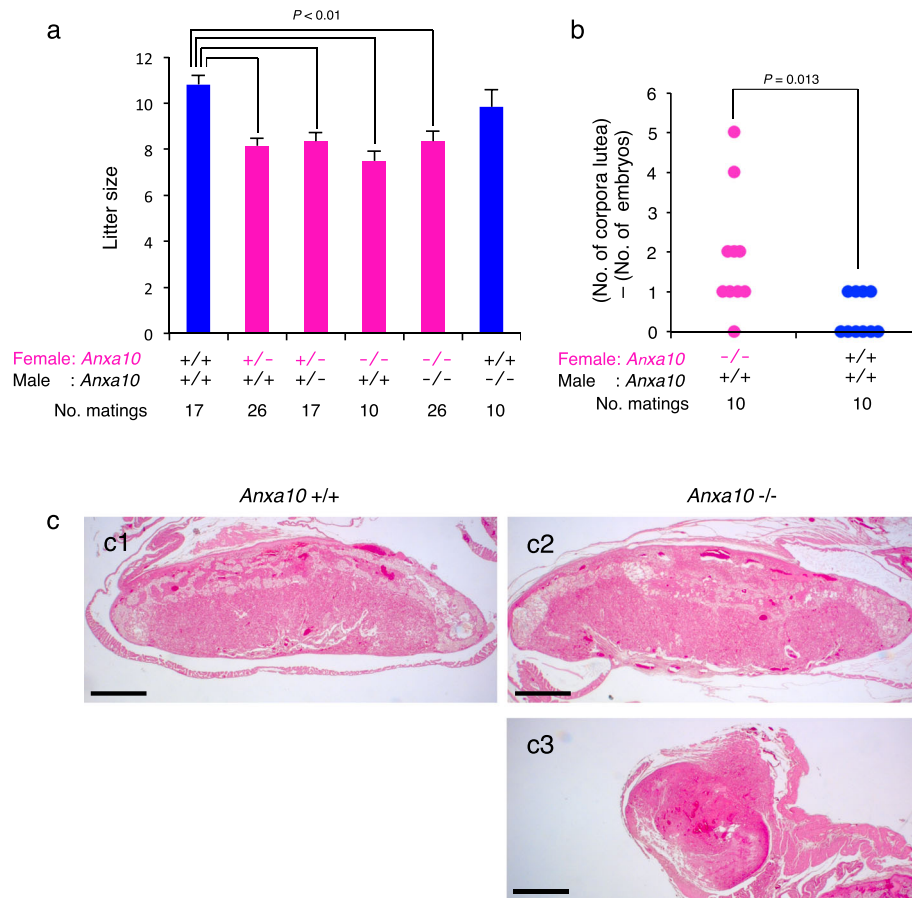 a
P < 0.01
12
10
8
6
4
2
0
Litter size
Female: Anxa10 +/+ +/− +/− −/− −/− +/+
Male : Anxa10 +/+ +/+ +/− +/+ −/− −/−
No. matings 17 26 17 10 26 10
b
P = 0.013
6
5
4
3
2
1
0
(No. of corpora lutea)
– (No. of embryos)
Female: Anxa10 −/− +/+
Male : Anxa10 +/+ +/+
No. matings 10 10
c
Anxa10 +/+
Anxa10 -/-
c1
c2
c3